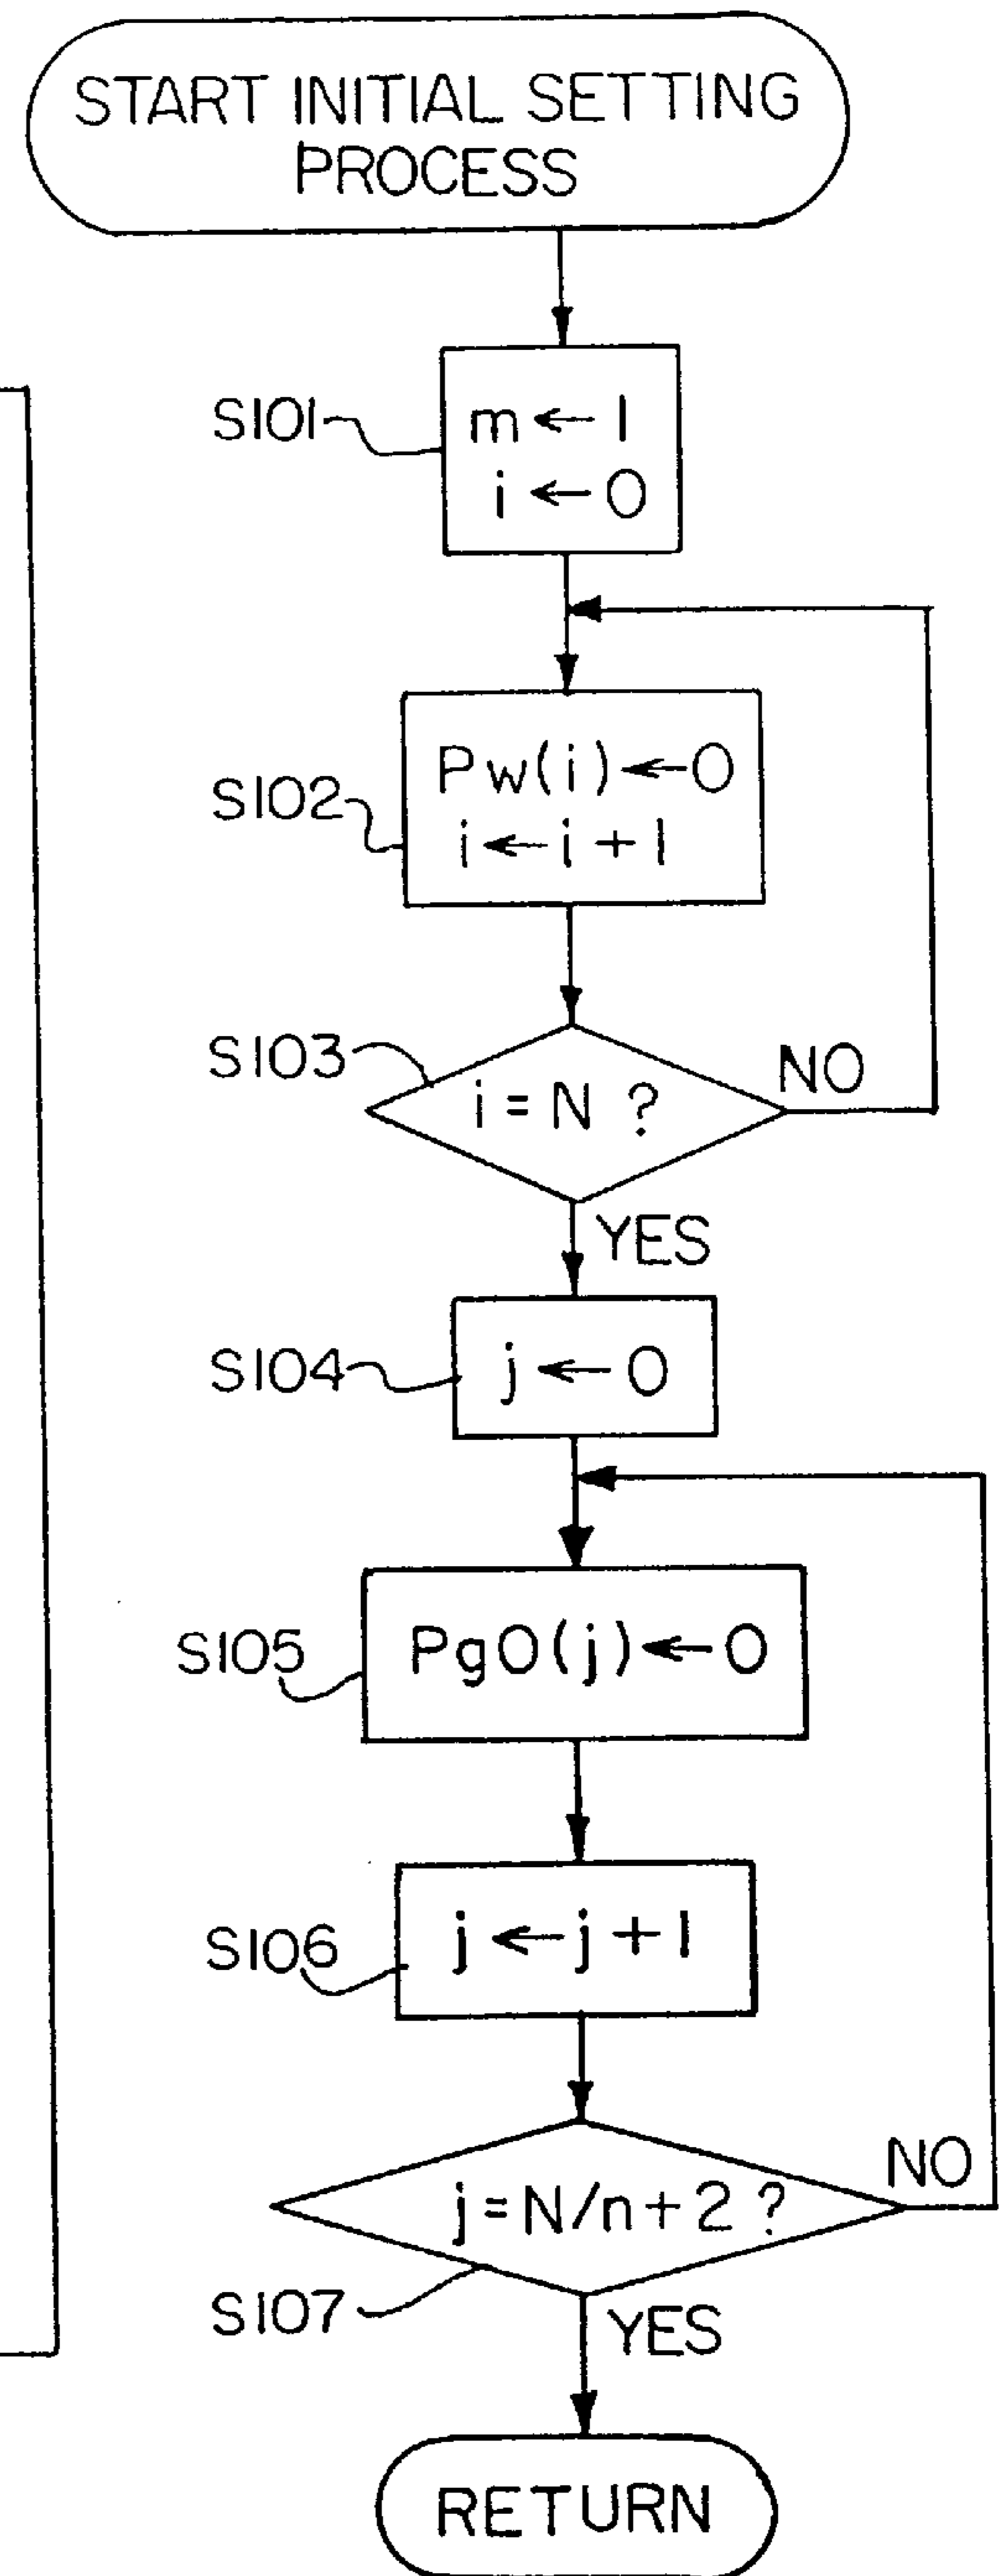 START INITIAL SETTING
PROCESS
S101
m ← 1
i ← 0
S102
Pw(i) ← 0
i ← i + 1
S103
i = N ?
NO
YES
S104
j ← 0
S105
Pg0(j) ← 0
S106
j ← j + 1
j = N/n + 2 ?
NO
S107
YES
RETURN